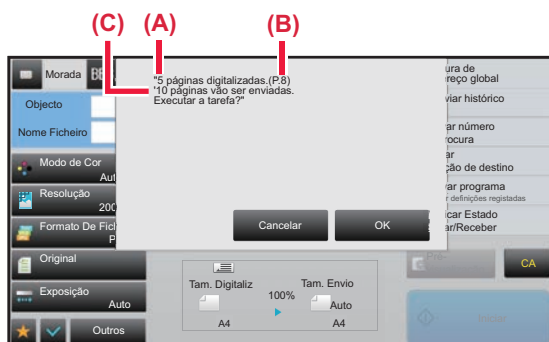 (C) (A) (B)
Morada
"5 páginas digitalizadas.(P.8)
"10 páginas vão ser enviadas.
Executar a tarefa?"
Objecto
Nome Ficheiro
Modo de Cor
Aut
Resolução
200
Formato De Fich
P
Original
Exposição
Auto
Outros
Cancelar
OK
Tam. Digitaliz
100%
Tam. Envio
Auto
A4
A4
ura de
reço global
viar histórico
ar número
rocura
ar
ção de destino
var programa
r definições registadas
icar Estado
ar/Receber
Pré-
CA